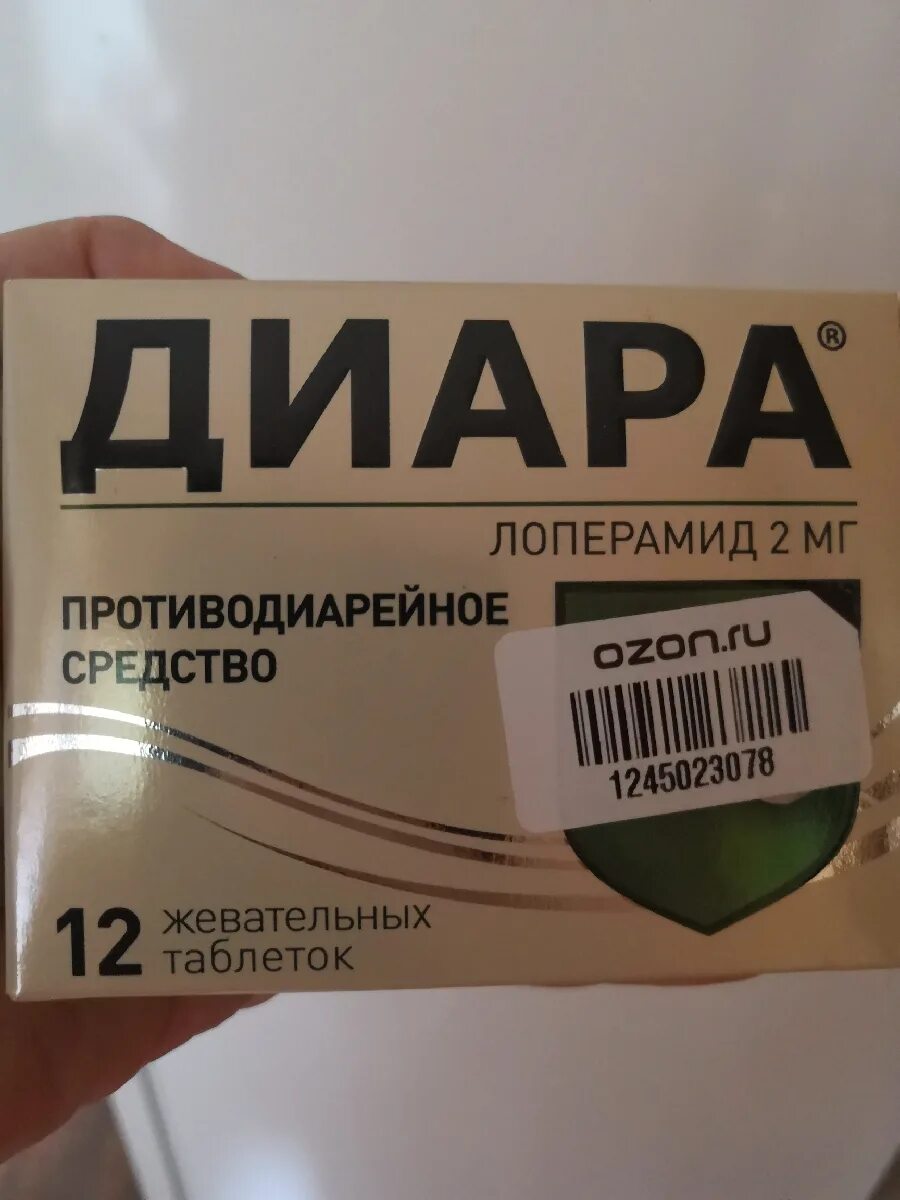 ДИАРА®
ЛОПЕРАМИД 2 МГ
ПРОТИВОДИАРЕЙНОЕ
СРЕДСТВО
ozon.ru
1245023078
12 жевательных
таблеток